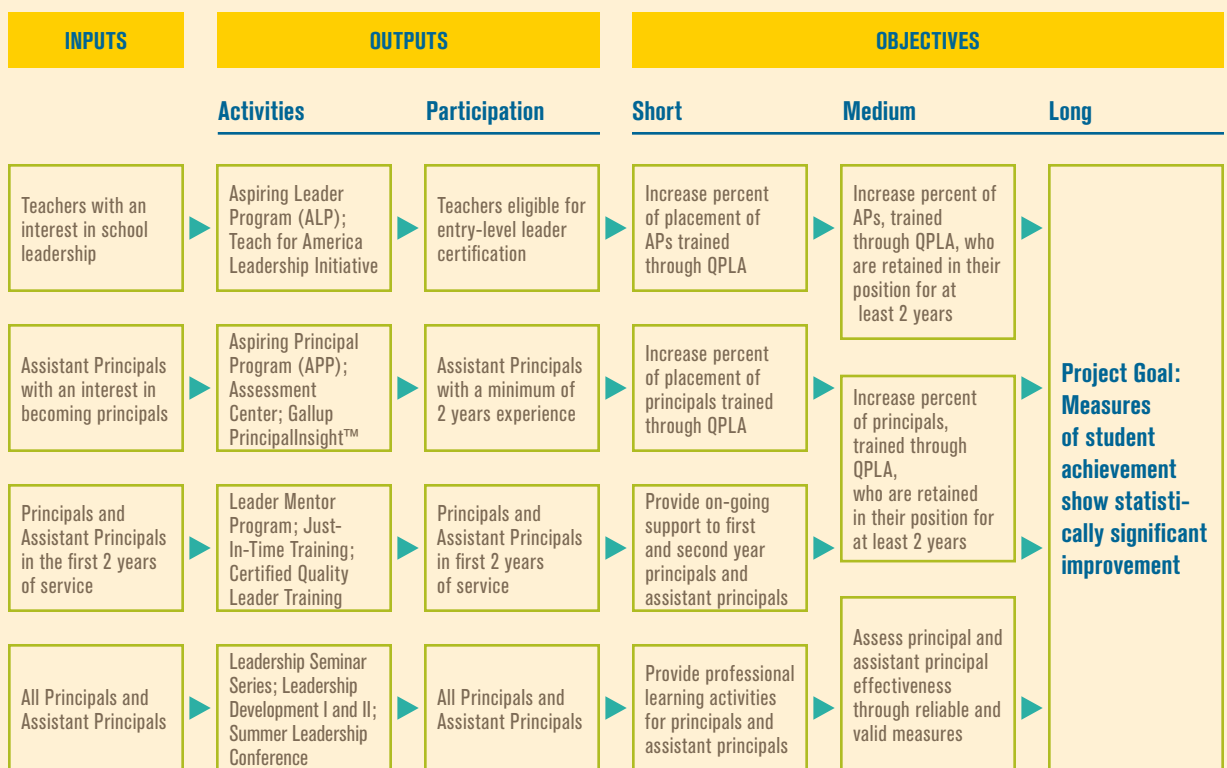 INPUTS
OUTPUTS
OBJECTIVES
Activities
Participation
Short
Medium
Long
Teachers with an
interest in school
leadership
Aspiring Leader
Program (ALP);
Teach for America
Leadership Initiative
Teachers eligible for
entry-level leader
certification
Increase percent
of placement of
APs trained
through QPLA
Increase percent of
APs, trained
through QPLA, who
are retained in their
position for at
least 2 years
Assistant Principals
with an interest in
becoming principals
Aspiring Principal
Program (APP);
Assessment
Center; Gallup
PrincipalInsight™
Assistant Principals
with a minimum of
2 years experience
Increase percent
of placement of
principals trained
through QPLA
Increase percent
of principals,
trained through
QPLA,
who are retained
in their position for
at least 2 years
Principals and
Assistant Principals
in the first 2 years
of service
Leader Mentor
Program; Just-
In-Time Training;
Certified Quality
Leader Training
Principals and
Assistant Principals
in first 2 years
of service
Provide on-going
support to first
and second year
principals and
assistant principals
All Principals and
Assistant Principals
Leadership Seminar
Series; Leadership
Development I and II;
Summer Leadership
Conference
All Principals and
Assistant Principals
Provide professional
learning activities
for principals and
assistant principals
Assess principal and
assistant principal
effectiveness
through reliable and
valid measures
Project Goal:
Measures
of student
achievement
show statisti-
cally significant
improvement